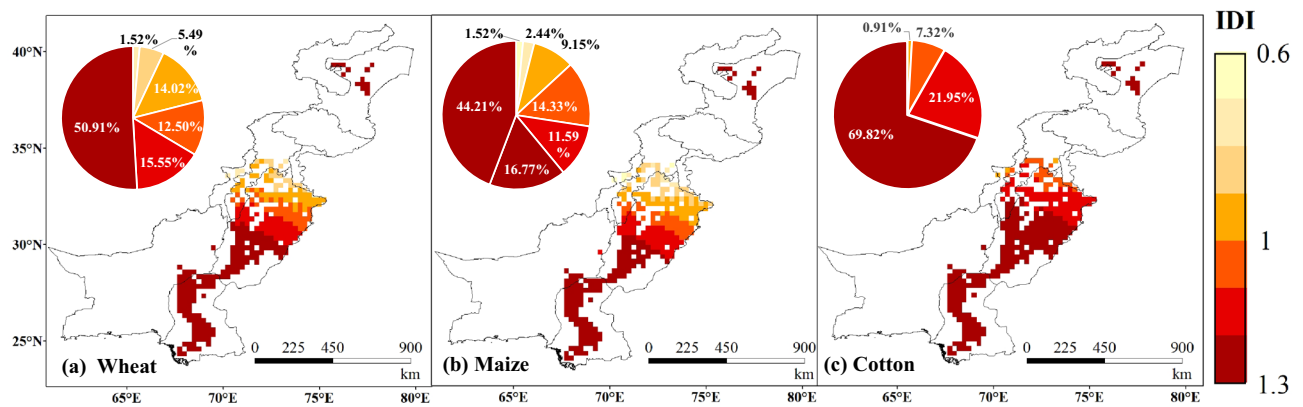 IDI
0.6
1
1.3
40°N
35°N
30°N
25°N
1.52%
5.49
%
14.02%
12.50%
15.55%
50.91%
(a) Wheat
0 225 450 900
km
1.52%
2.44%
9.15%
14.33%
11.59
%
16.77%
44.21%
(b) Maize
0 225 450 900
km
0.91%
7.32%
21.95%
69.82%
(c) Cotton
0 225 450 900
km
65°E 70°E 75°E 80°E
65°E 70°E 75°E 80°E
65°E 70°E 75°E 80°E